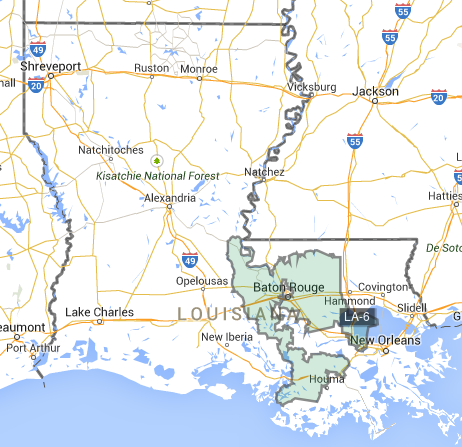 55
55
49
Shreveport
Ruston
Monroe
Vicksburg
Jackson
20
20
55
Natchitoches
Kisatchie National Forest
Natchez
Alexandria
Hatties
De Soto
49
Opelousas
Baton Rouge
Covington
Hammond
Slidell
Lake Charles
LOUISIANA
LA-6
New Iberia
New Orleans
eaumont
Port Arthur
Houma